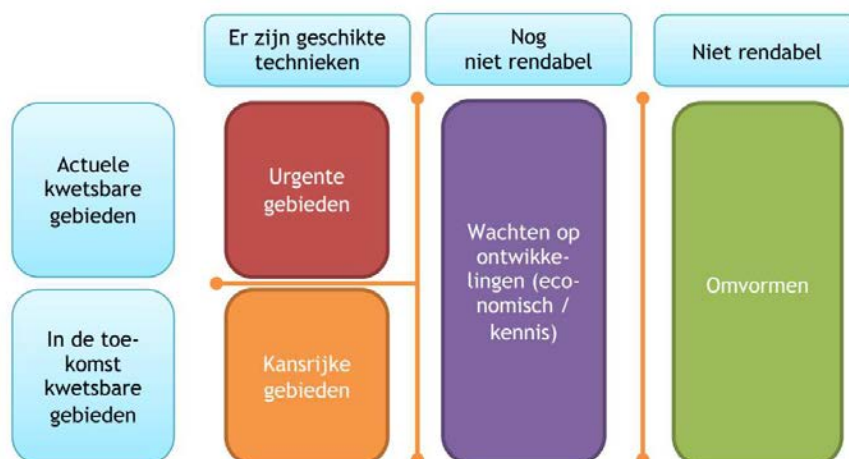 Er zijn geschikte
technieken
Nog
niet rendabel
Niet rendabel
Actuele
kwetsbare
gebieden
Urgente
gebieden
Wachten op
ontwikke-
lingen (eco-
nomisch /
kennis)
Omvormen
In de toe-
komst
kwetsbare
gebieden
Kansrijke
gebieden